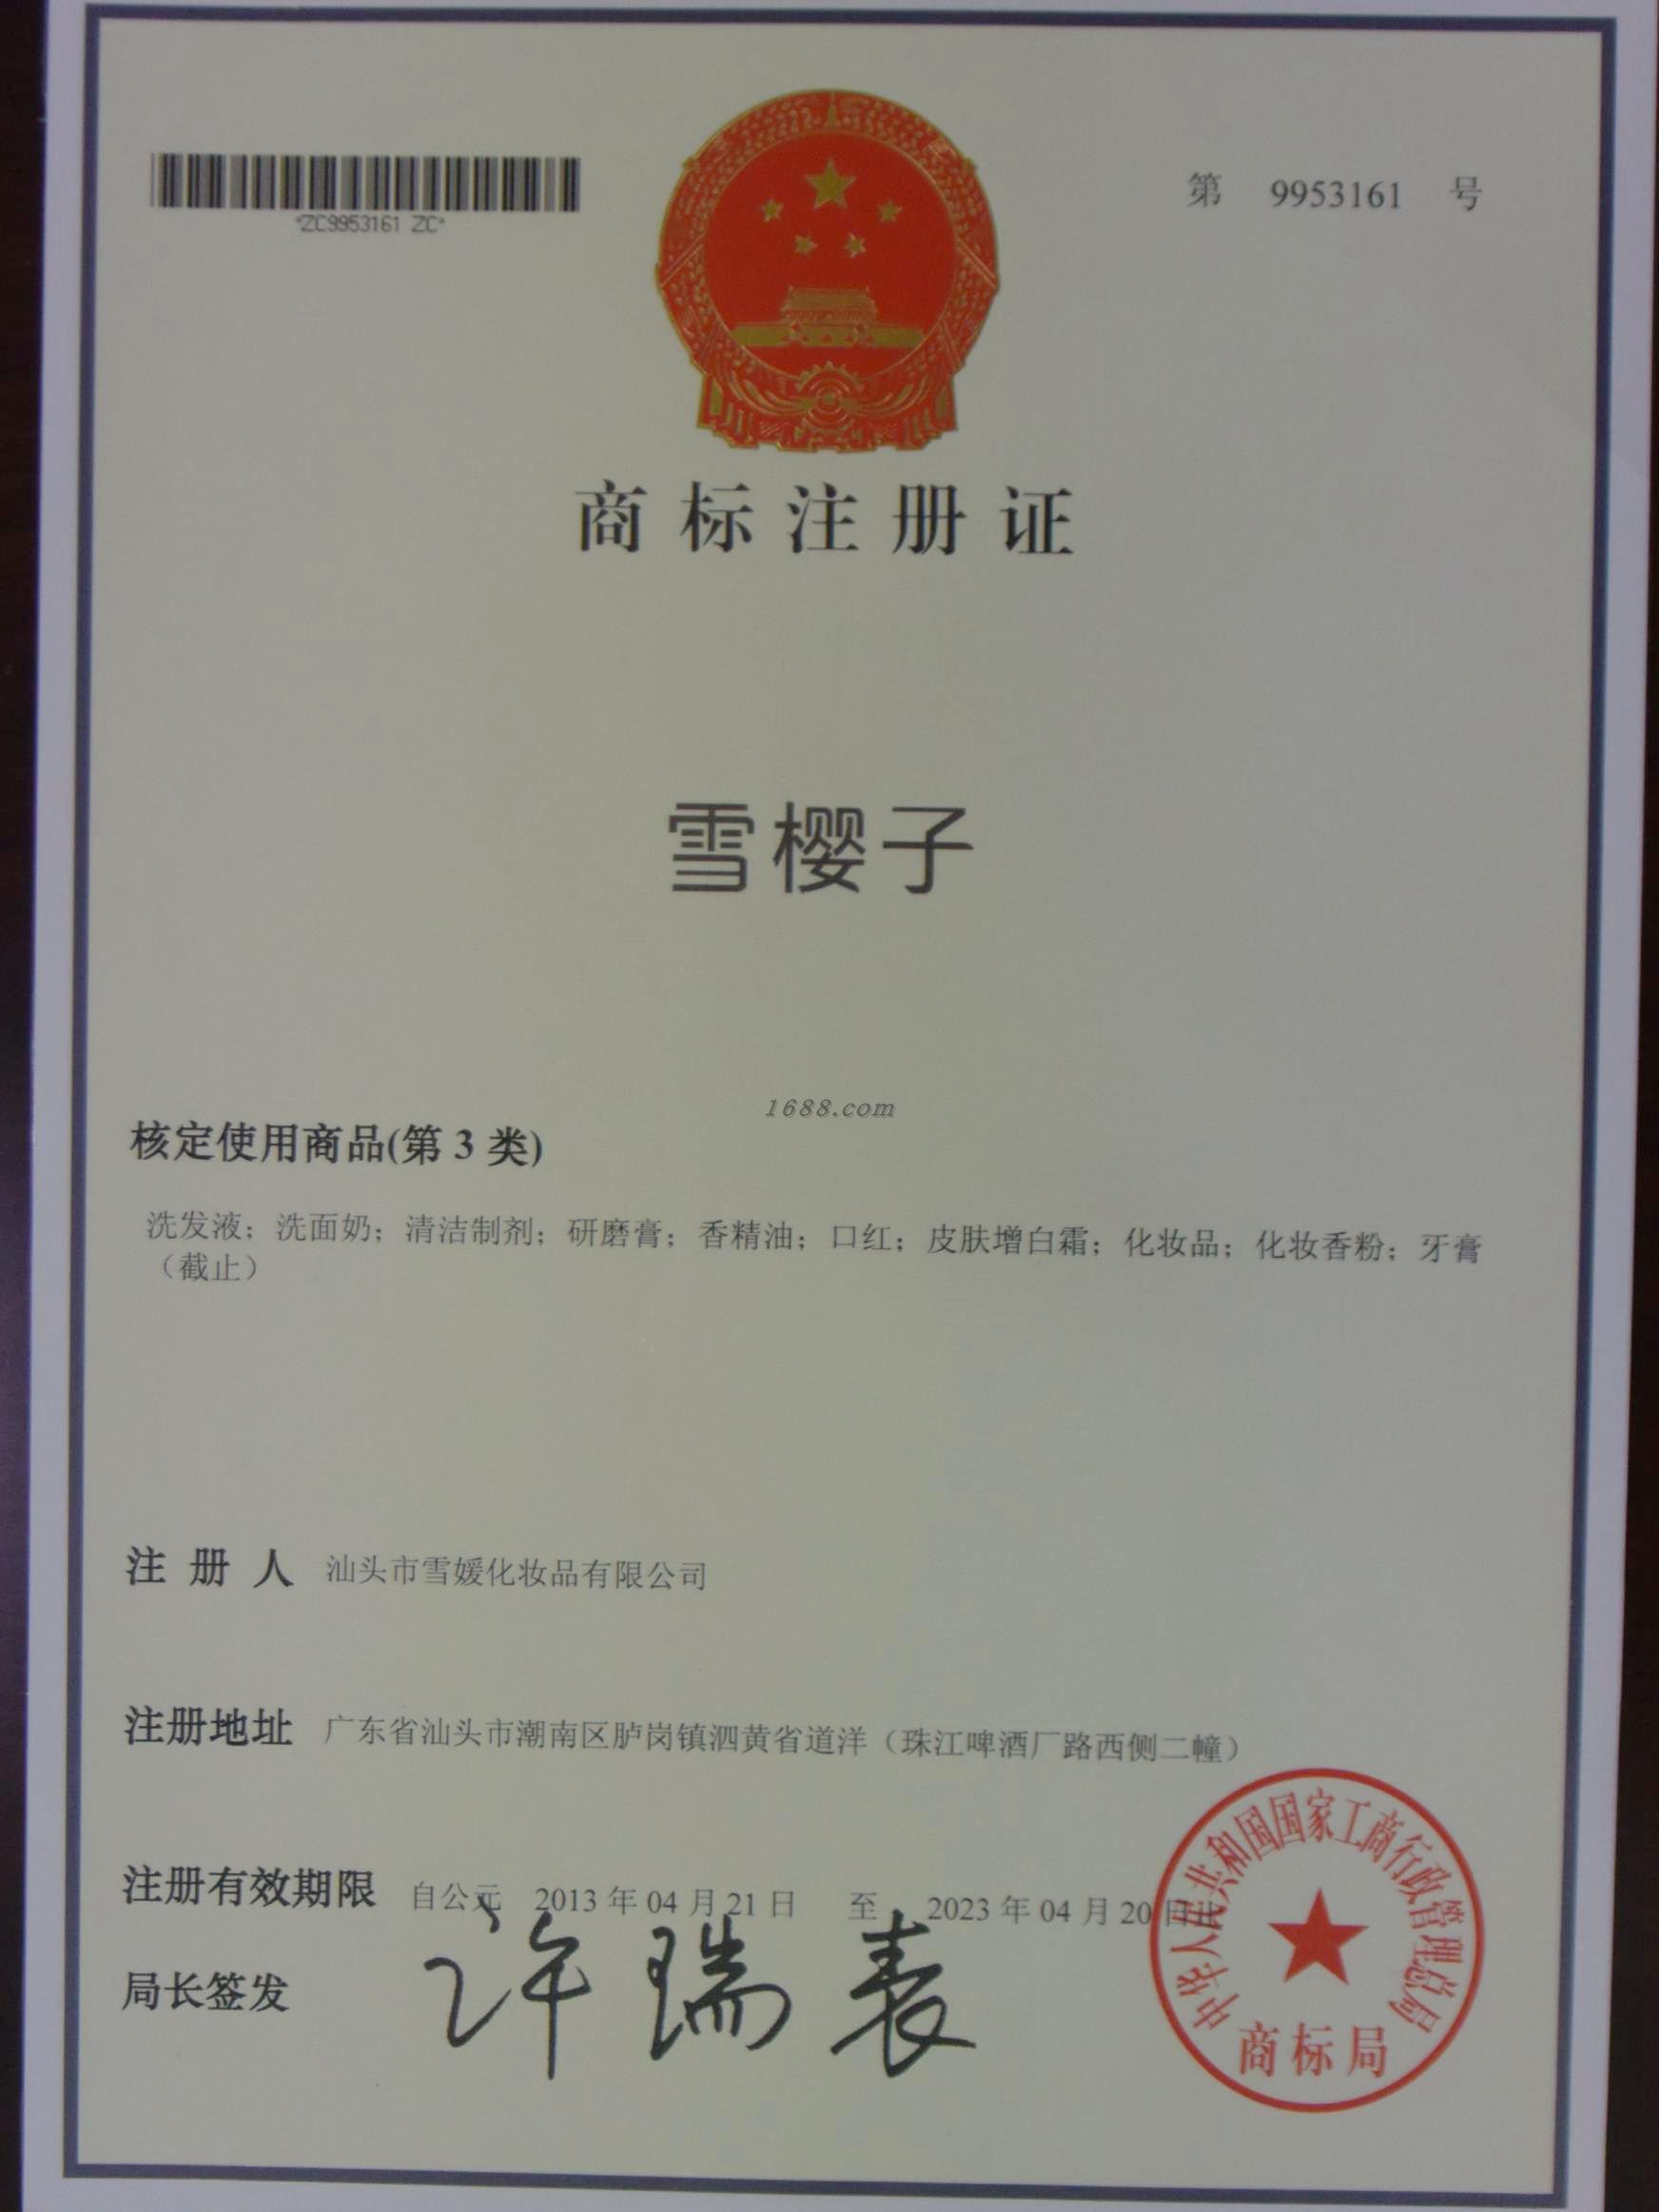 *ZC9953161 ZC*
第 9953161 号
商标注册证
雪樱子
1688.com
核定使用商品(第 3 类)
洗发液；洗面奶；清洁制剂；研磨膏；香精油；口红；皮肤增白霜；化妆品；化妆香粉；牙膏
（截止）
注 册 人 汕头市雪媛化妆品有限公司
注册地址 广东省汕头市潮南区胪岗镇泗黄省道洋（珠江啤酒厂路西侧二幢）
注册有效期限 自公元 2013 年 04 月 21 日 至 2023 年 04 月 20 日止
局长签发 许瑞表
中华人民共和国国家工商行政管理总局
商标局